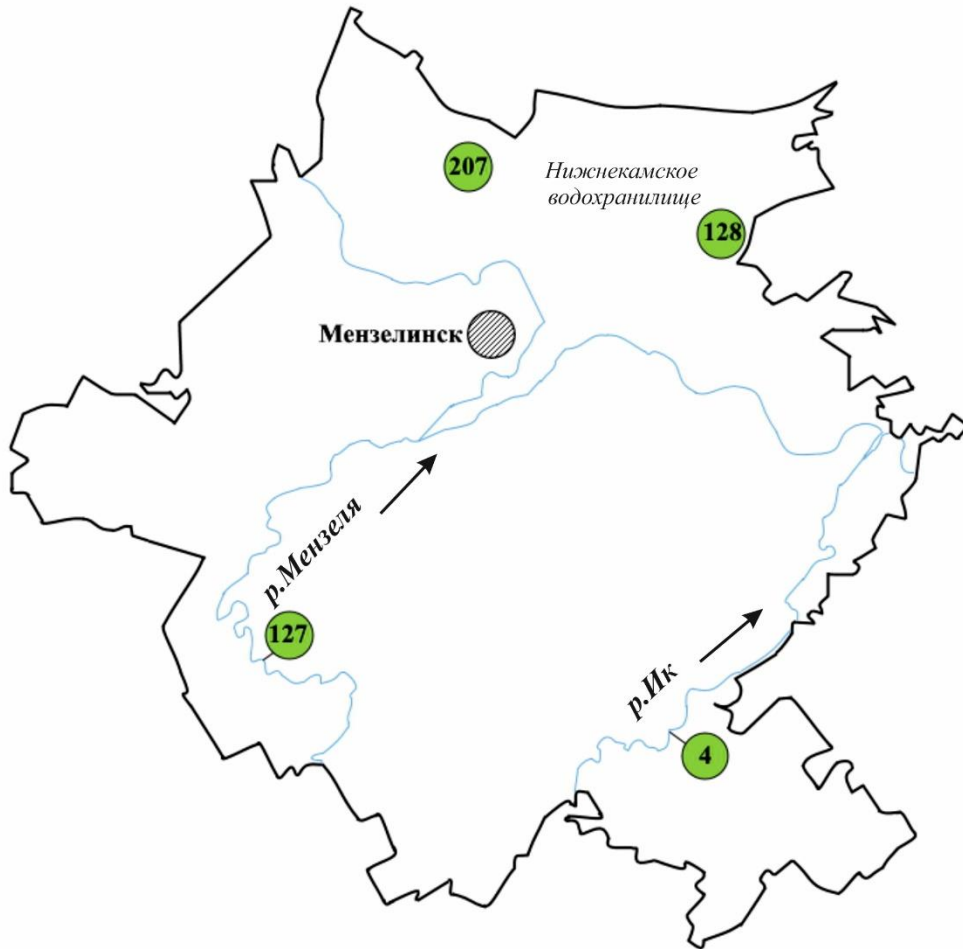 207
Нижнекамское
водохранилище
128
Мензелинск
р.Мензеля
127
р.Ик
4